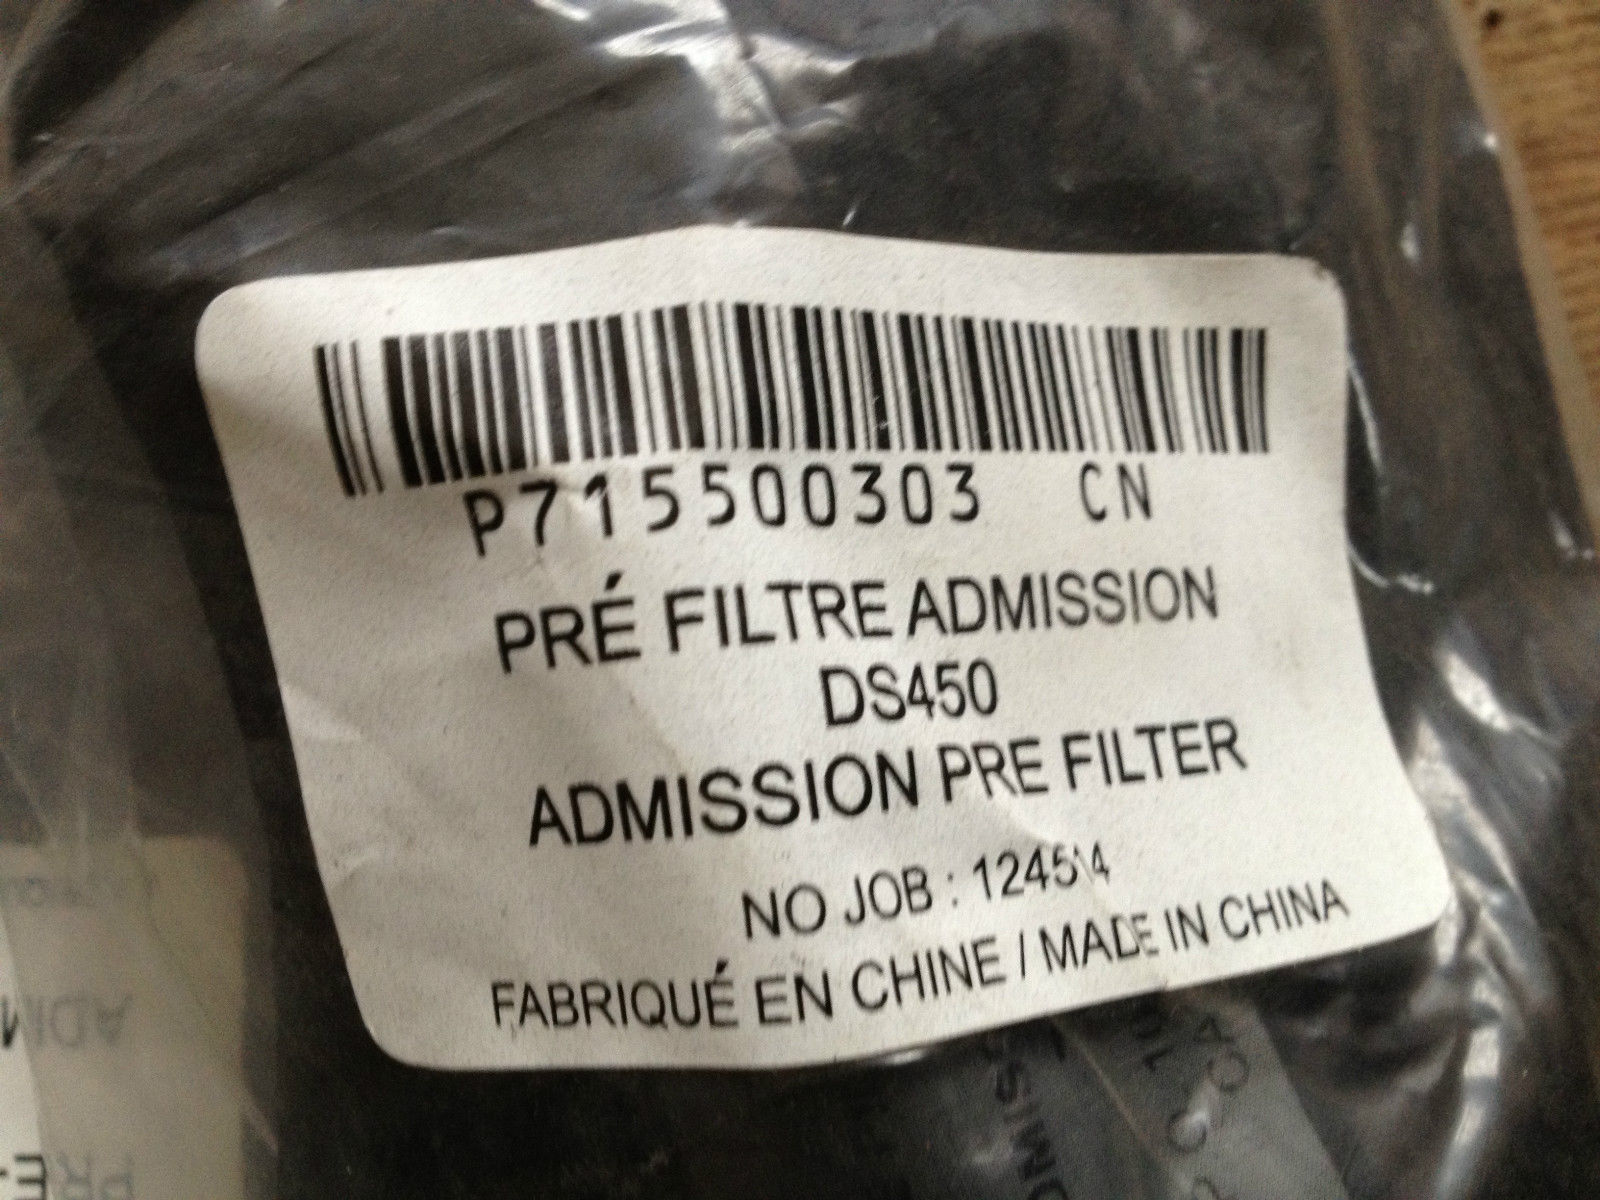 P715500303 CN
PRÉ FILTRE ADMISSION
DS450
ADMISSION PRE FILTER
NO JOB : 124514
FABRIQUÉ EN CHINE / MADE IN CHINA